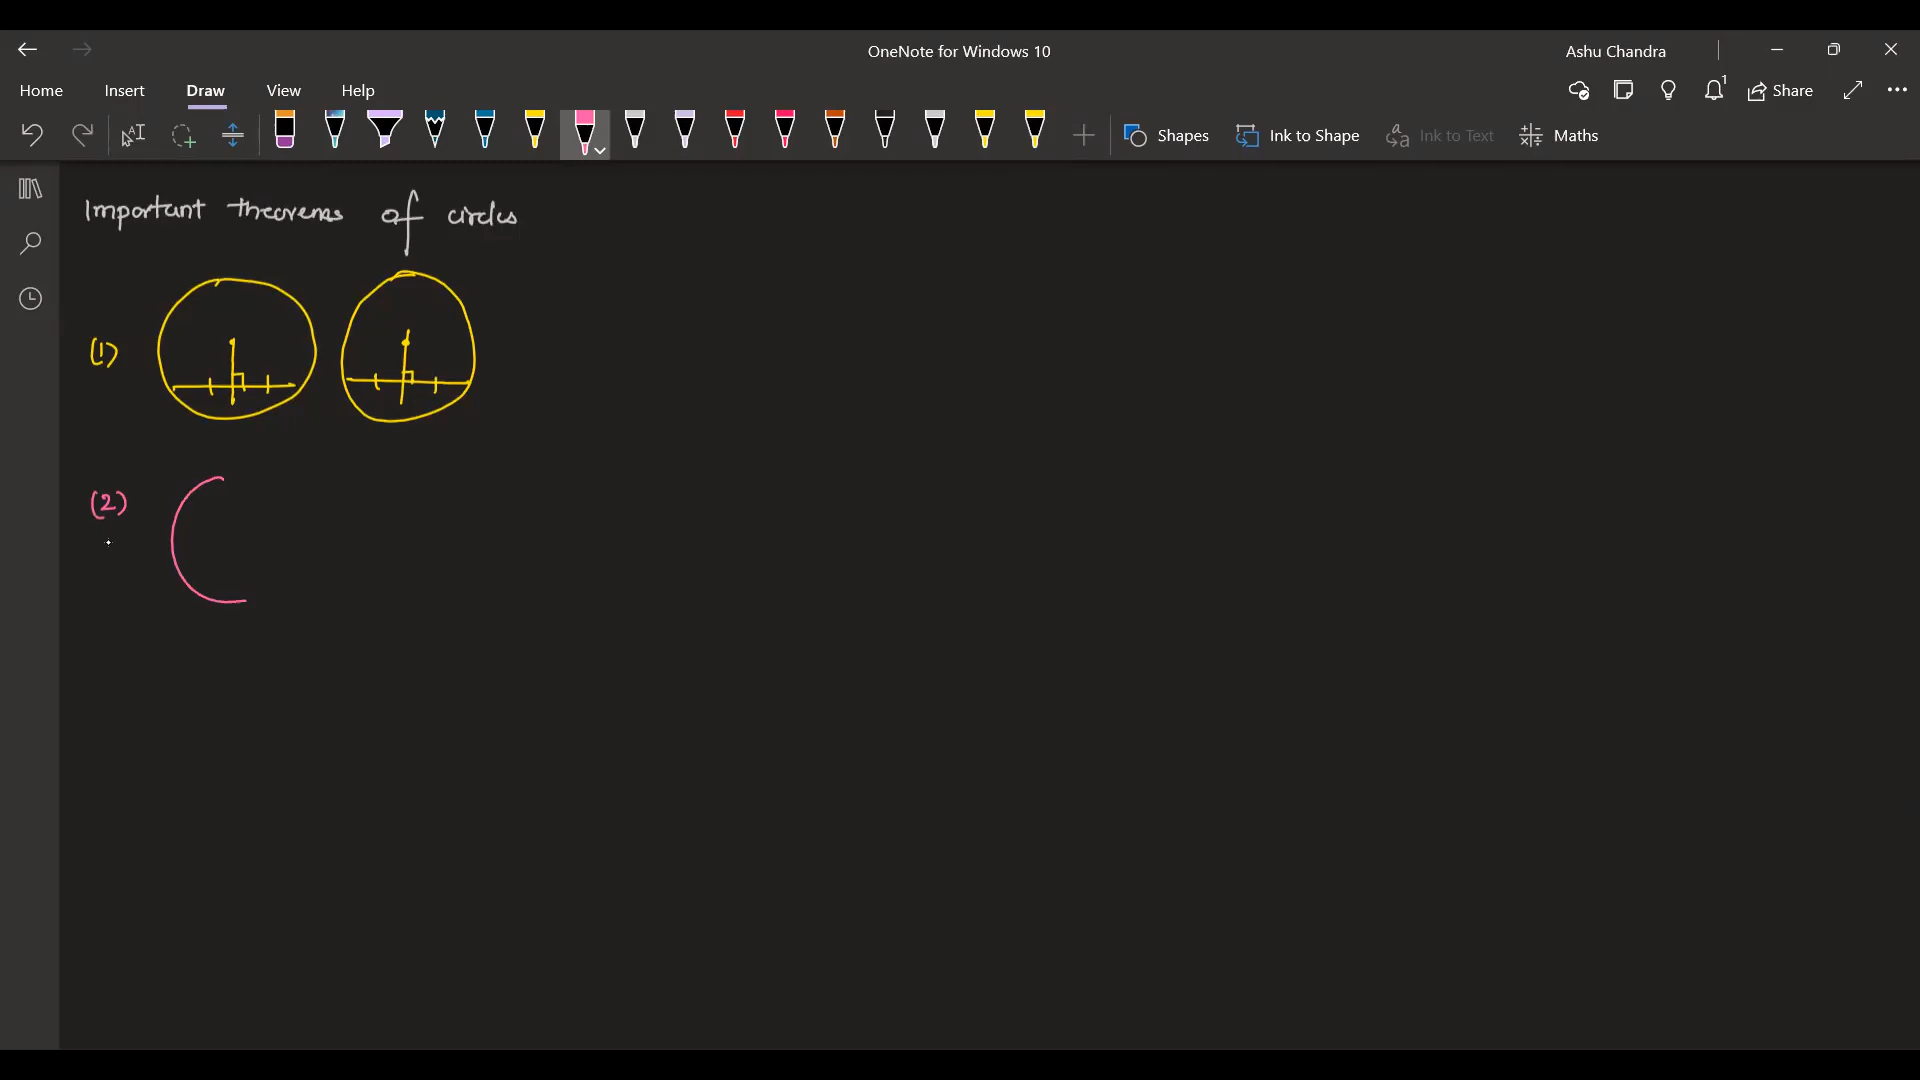 OneNote for Windows 10
Ashu Chandra
Home Insert Draw View Help
1
Share
Shapes
Ink to Shape
Ink to Text
Maths
Important theorems of circles
(1)
(2)